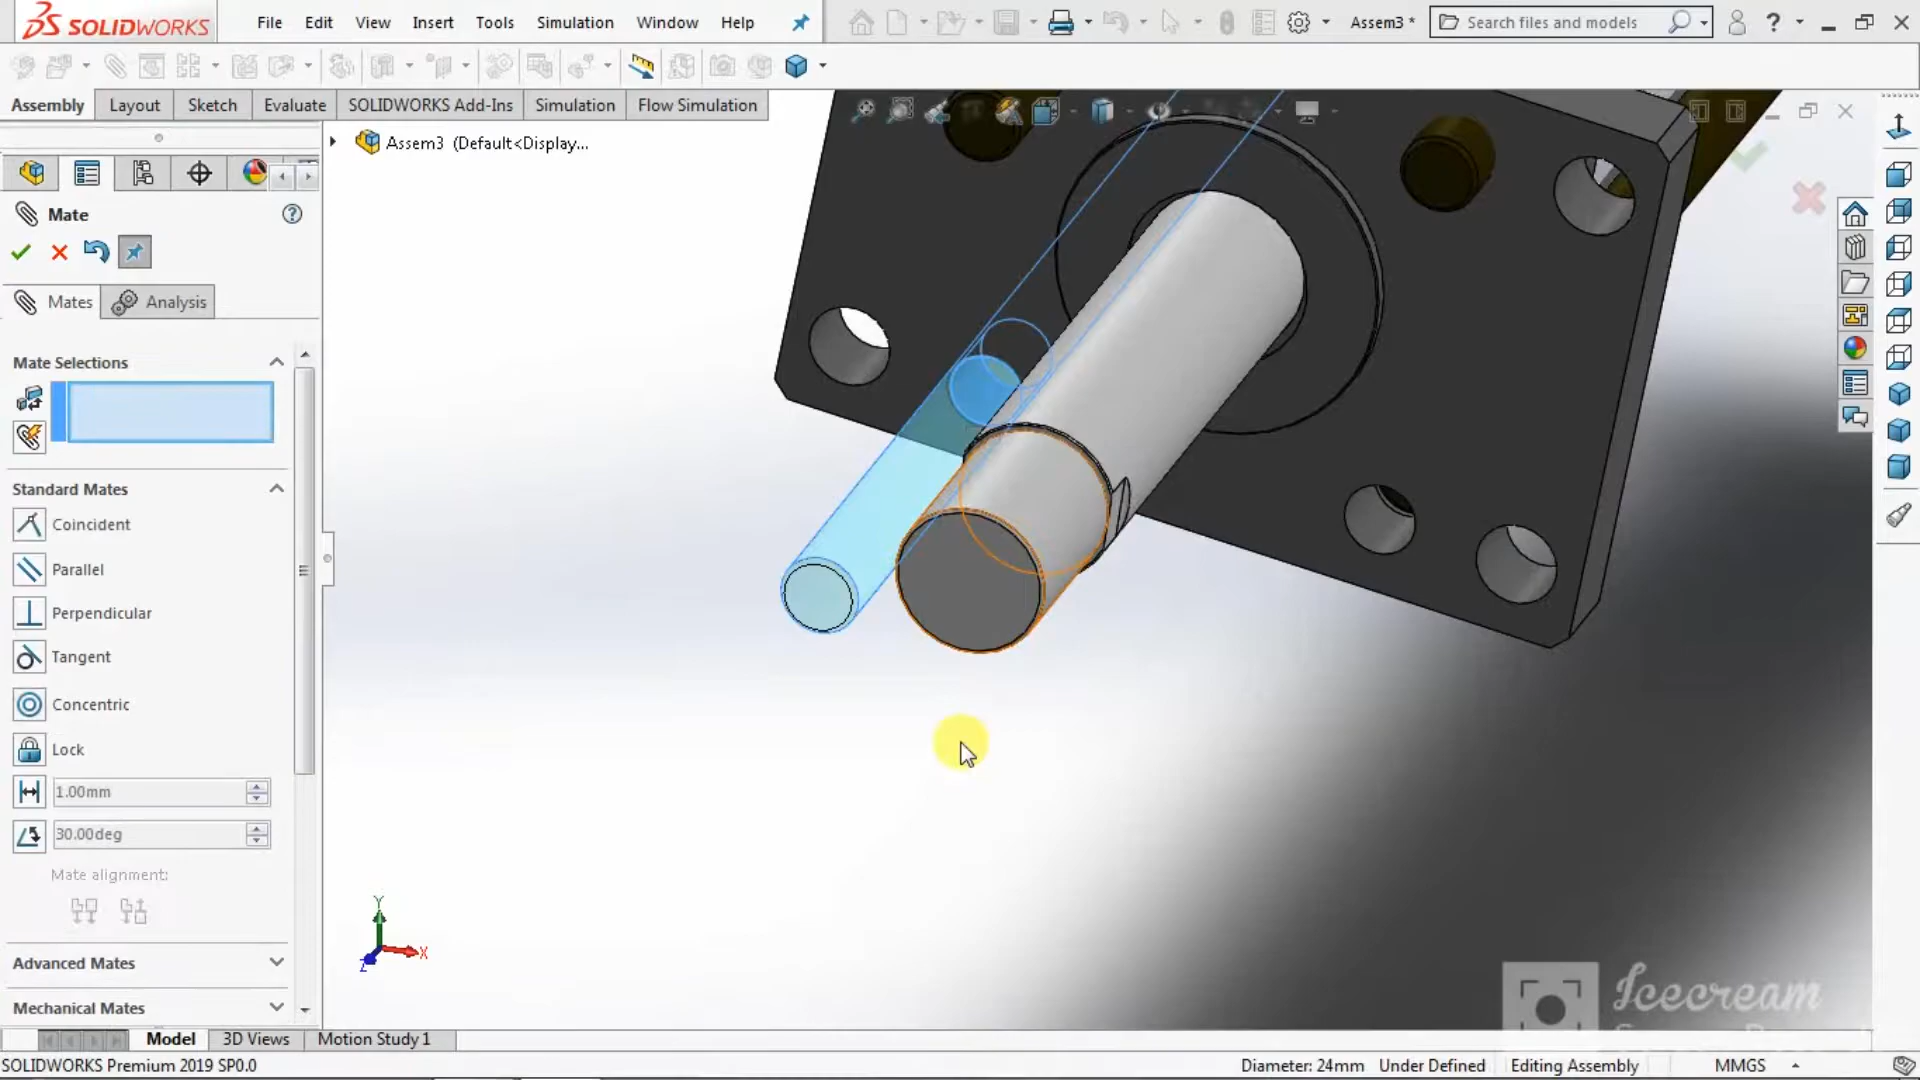 SOLIDWORKS File Edit View Insert Tools Simulation Window Help Assem3 * Search files and models ?
Assembly Layout Sketch Evaluate SOLIDWORKS Add-Ins Simulation Flow Simulation
Assem3 (Default<Display...
Mate
Mates Analysis
Mate Selections
Standard Mates
Coincident
Parallel
Perpendicular
Tangent
Concentric
Lock
1.00mm
30.00deg
Mate alignment:
Y
X
Z
Advanced Mates
Mechanical Mates
Icecream
Model 3D Views Motion Study 1
SOLIDWORKS Premium 2019 SP0.0 Diameter: 24mm Under Defined Editing Assembly MMGS